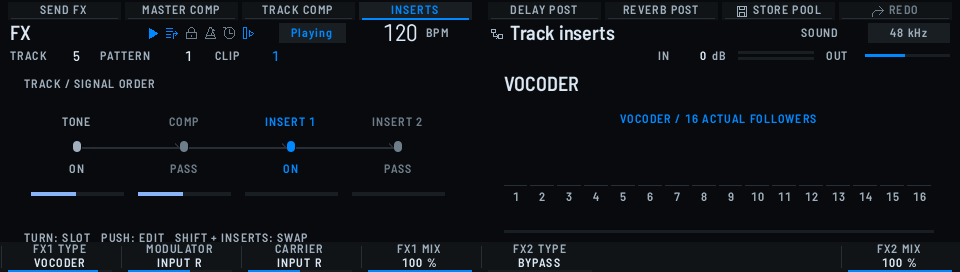 SEND FX MASTER COMP TRACK COMP INSERTS DELAY POST REVERB POST STORE POOL REDO
FX Playing 120 BPM Track inserts SOUND 48 kHz
TRACK 5 PATTERN 1 CLIP 1 IN 0 dB OUT
TRACK / SIGNAL ORDER
VOCODER
TONE COMP INSERT 1 INSERT 2
VOCODER / 16 ACTUAL FOLLOWERS
ON PASS ON PASS
1 2 3 4 5 6 7 8 9 10 11 12 13 14 15 16
TURN: SLOT PUSH: EDIT SHIFT + INSERTS: SWAP
FX1 TYPE MODULATOR CARRIER FX1 MIX FX2 TYPE FX2 MIX
VOCODER INPUT R INPUT R 100 % BYPASS 100 %